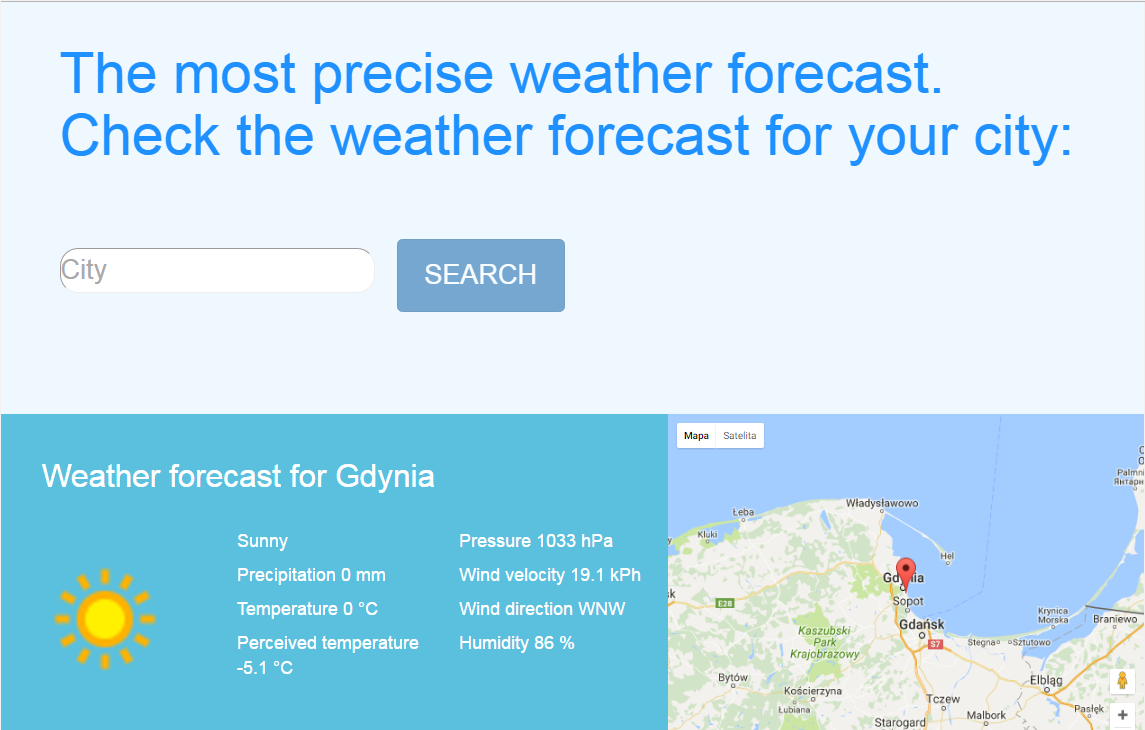 The most precise weather forecast.
Check the weather forecast for your city:
City
SEARCH
Weather forecast for Gdynia
Sunny
Precipitation 0 mm
Temperature 0 °C
Perceived temperature
-5.1 °C
Pressure 1033 hPa
Wind velocity 19.1 kPh
Wind direction WNW
Humidity 86 %
Mapa
Satelita
Władysławowo
Łeba
Kluki
Hel
Gdynia
Sopot
E28
Gdańsk
S7
Kaszubski
Park
Krajobrazowy
Krynica
Morska
Braniewo
Stegna
Sztutowo
Bytów
Kościerzyna
Łubiana
Elbląg
Tczew
Malbork
Pasłęk
Starogard